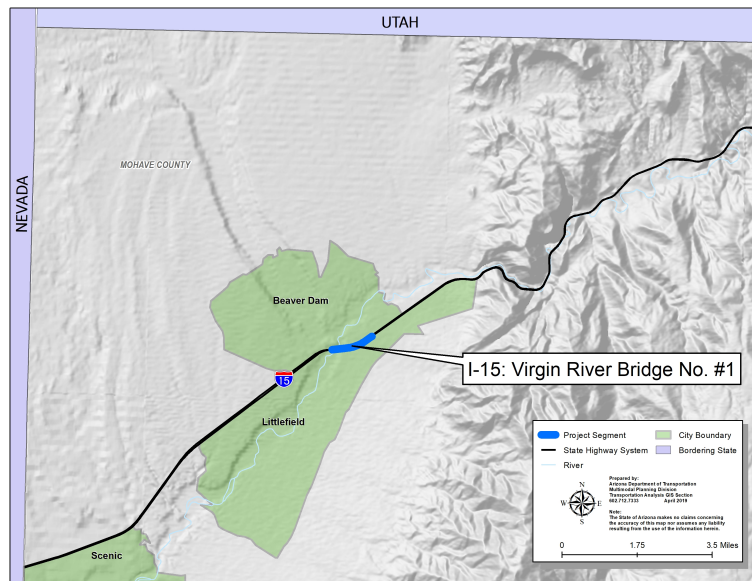 UTAH
NEVADA
MOHAVE COUNTY
Beaver Dam
I-15: Virgin River Bridge No. #1
15
Littlefield
Scenic
Project Segment
City Boundary
State Highway System
Bordering State
River
N
W
E
S
Prepared by:
Arizona Department of Transportation
Multimodal Planning Division
Transportation Analysis GIS Section
602.712.7333 April 2019
Note:
The State of Arizona makes no claims concerning
the accuracy of this map nor assumes any liability
resulting from the use of the information herein.
0 1.75 3.5 Miles